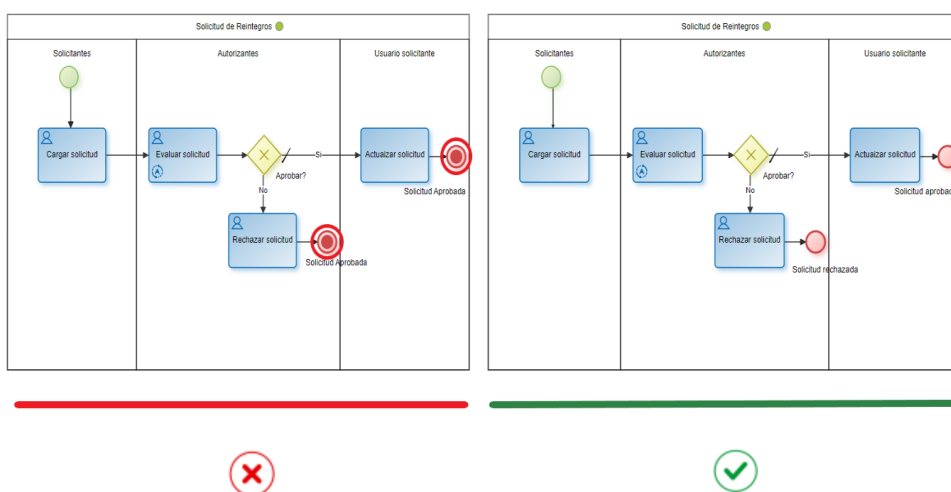 Solicitud de Reintegros
Solicitantes
Autorizantes
Usuario solicitante
Cargar solicitud
Evaluar solicitud
Si
Actuaizar solicitud
Aprobar?
Solicitud Aprobada
No
Rechazar solicitud
Solicitud Aprobada
Solicitud de Reintegros
Solicitantes
Autorizantes
Usuario solicitante
Cargar solicitud
Evaluar solicitud
Si
Actuaizar solicitud
Aprobar?
Solicitud aprobad
No
Rechazar solicitud
Solicitud rechazada